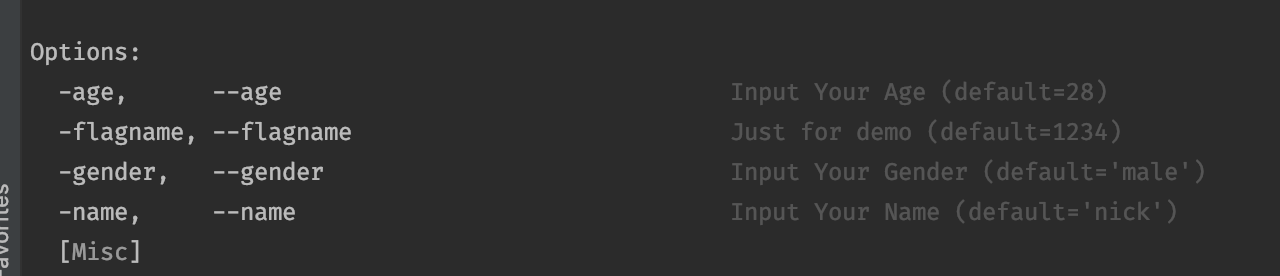 Options:
-age, --age Input Your Age (default=28)
-flagname, --flagname Just for demo (default=1234)
-gender, --gender Input Your Gender (default='male')
-name, --name Input Your Name (default='nick')
[Misc]